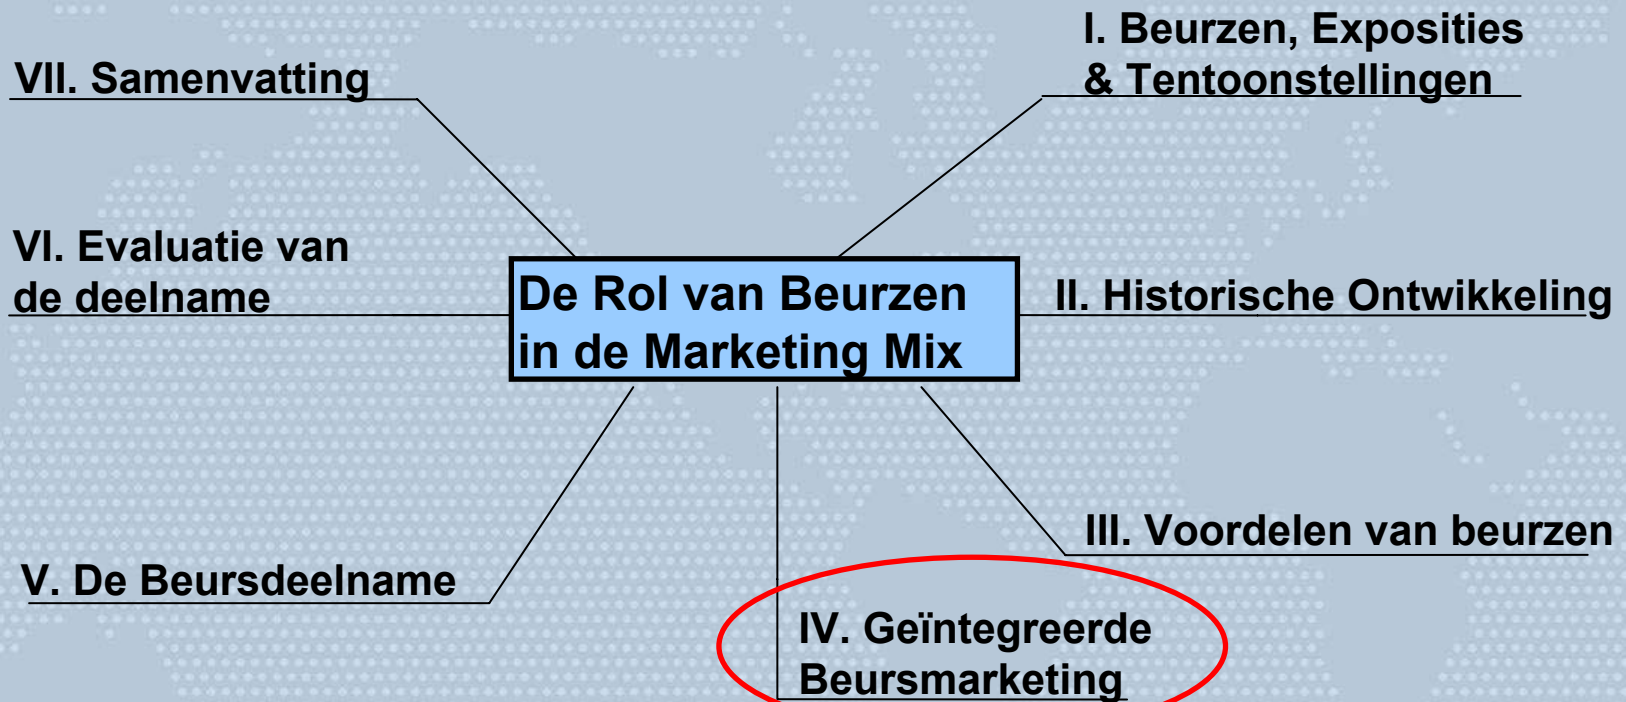 De Rol van Beurzen
in de Marketing Mix
I. Beurzen, Exposities
& Tentoonstellingen
II. Historische Ontwikkeling
III. Voordelen van beurzen
IV. Geïntegreerde
Beursmarketing
V. De Beursdeelname
VI. Evaluatie van
de deelname
VII. Samenvatting